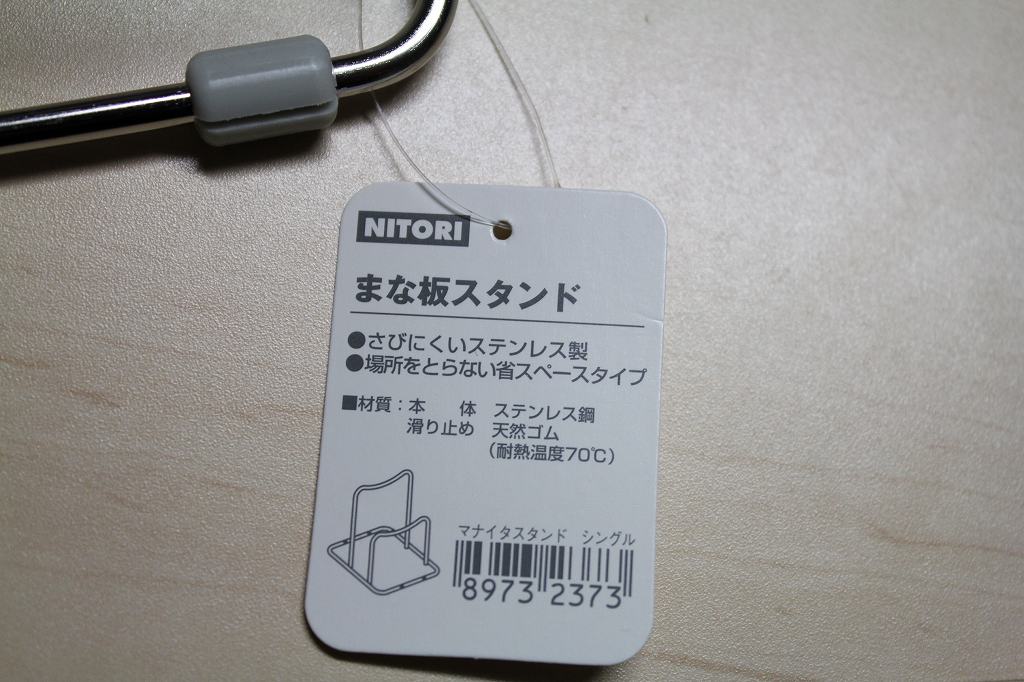 NITORI
まな板スタンド
●さびにくいステンレス製
●場所をとらない省スペースタイプ
■材質：本　体　ステンレス鋼
滑り止め　天然ゴム
（耐熱温度70℃）
マナイタスタンド　シングル
8973 2373